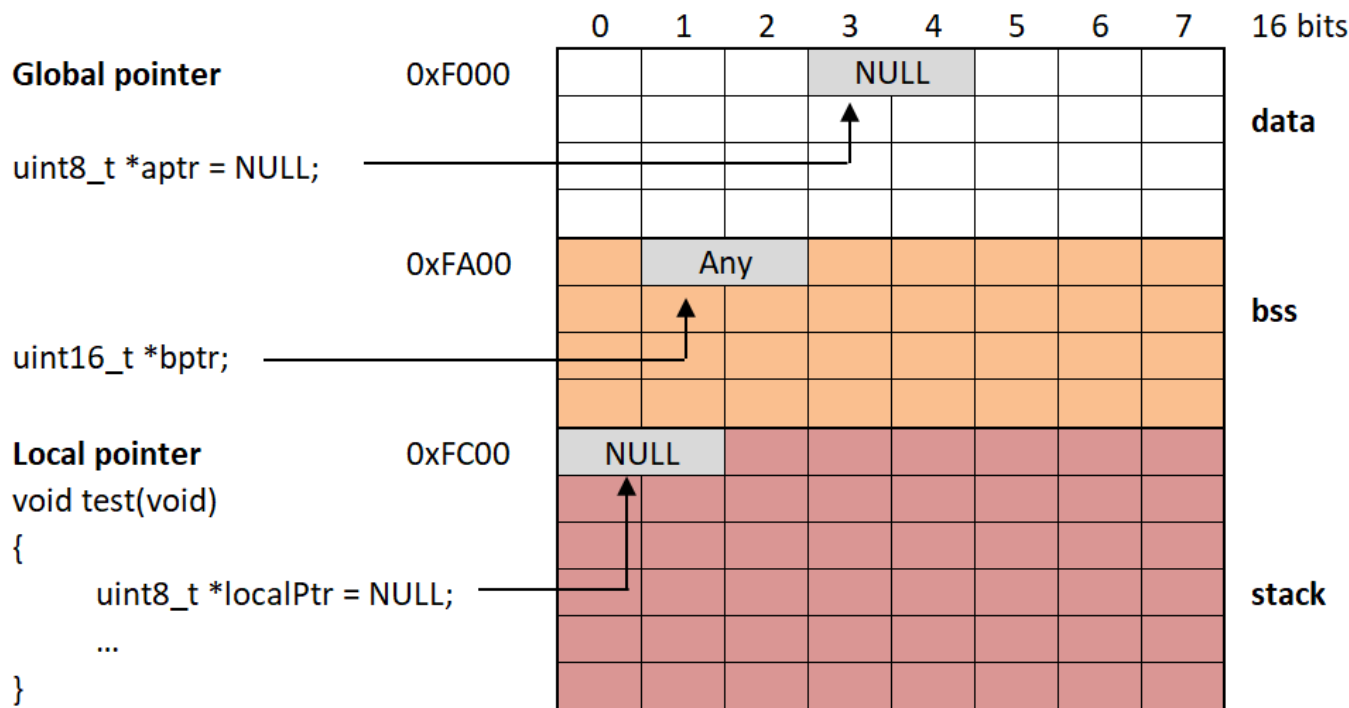 0 1 2 3 4 5 6 7 16 bits
Global pointer 0xF000 NULL
data
uint8_t *aptr = NULL;
0xFA00 Any
bss
uint16_t *bptr;
Local pointer 0xFC00 NULL
void test(void)
{
uint8_t *localPtr = NULL; stack
...
}